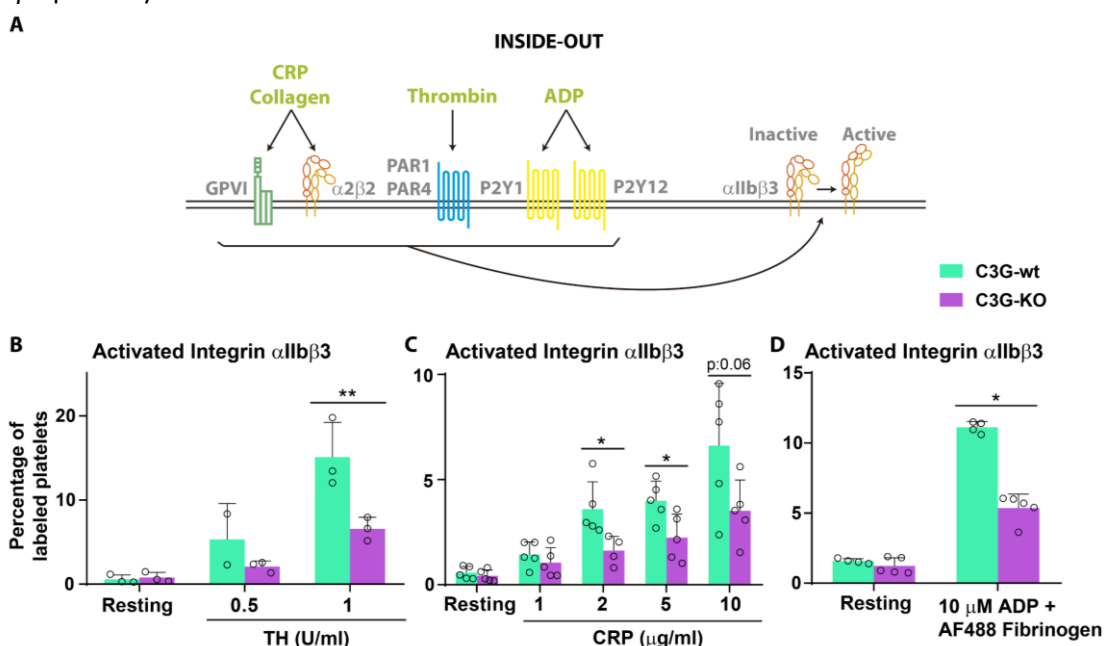 A
INSIDE-OUT
CRP
Collagen
Thrombin
ADP
Inactive
Active
GPVI
α2β2
PAR1
PAR4
P2Y1
P2Y12
αIIbβ3
C3G-wt
C3G-KO
B
Activated Integrin αIIbβ3
Percentage of
labeled platelets
20
10
0
**
Resting
0.5
1
TH (U/ml)
C
Activated Integrin αIIbβ3
10
5
0
*
*
p:0.06
Resting
1
2
5
10
CRP (μg/ml)
D
Activated Integrin αIIbβ3
15
10
5
0
*
Resting
10 μM ADP +
AF488 Fibrinogen